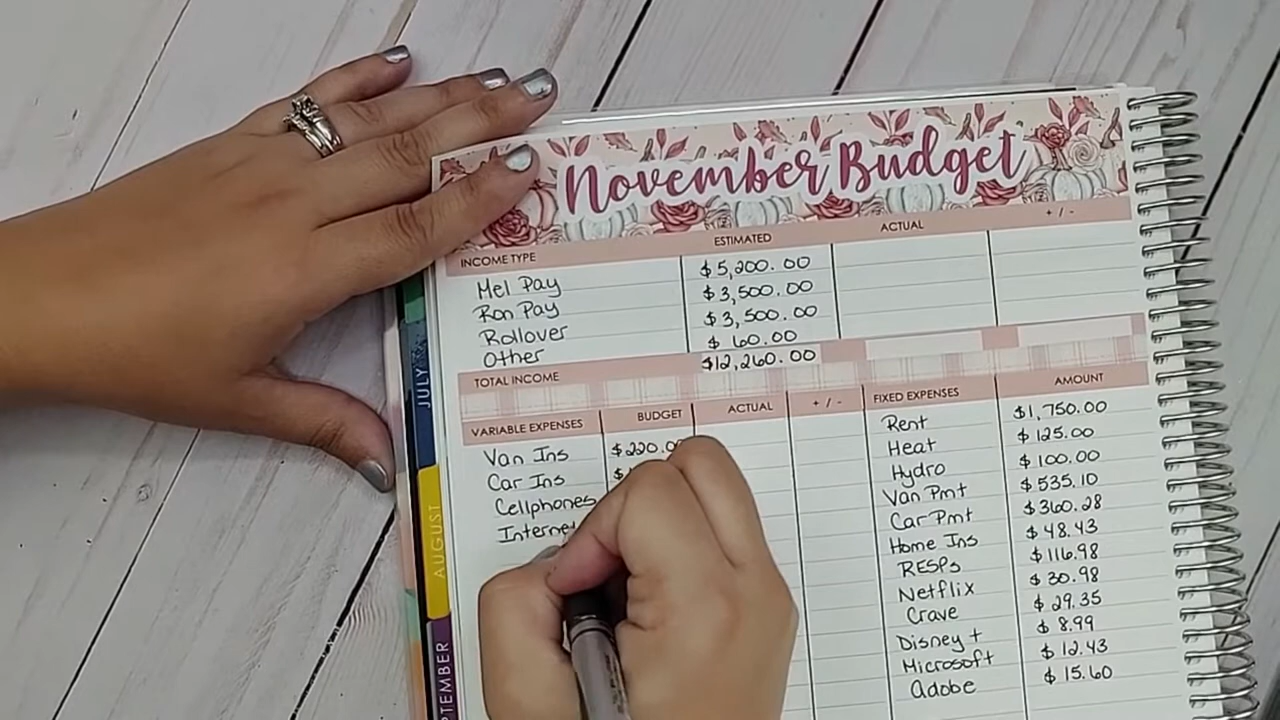 November Budget
INCOME TYPE ESTIMATED ACTUAL + / -
Mel Pay $5,200.00
Ron Pay $3,500.00
Rollover $3,500.00
Other $ 60.00
TOTAL INCOME $12,260.00
VARIABLE EXPENSES BUDGET ACTUAL + / -
Van Ins $220.00
Car Ins
Cellphones
Internet
FIXED EXPENSES AMOUNT
Rent $1,750.00
Heat $125.00
Hydro $100.00
Van Pmt $535.10
Car Pmt $360.28
Home Ins $48.43
RESPs $116.98
Netflix $30.98
Crave $29.35
Disney+ $8.99
Microsoft $12.43
Adobe $15.60
JULY
AUGUST
PTEMBER